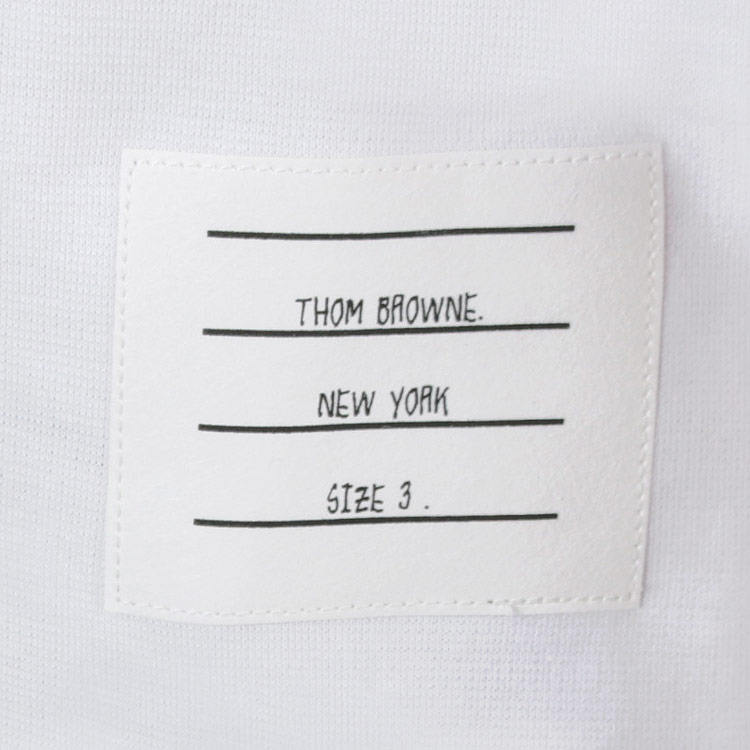 THOM BROWNE.
NEW YORK
SIZE 3 .